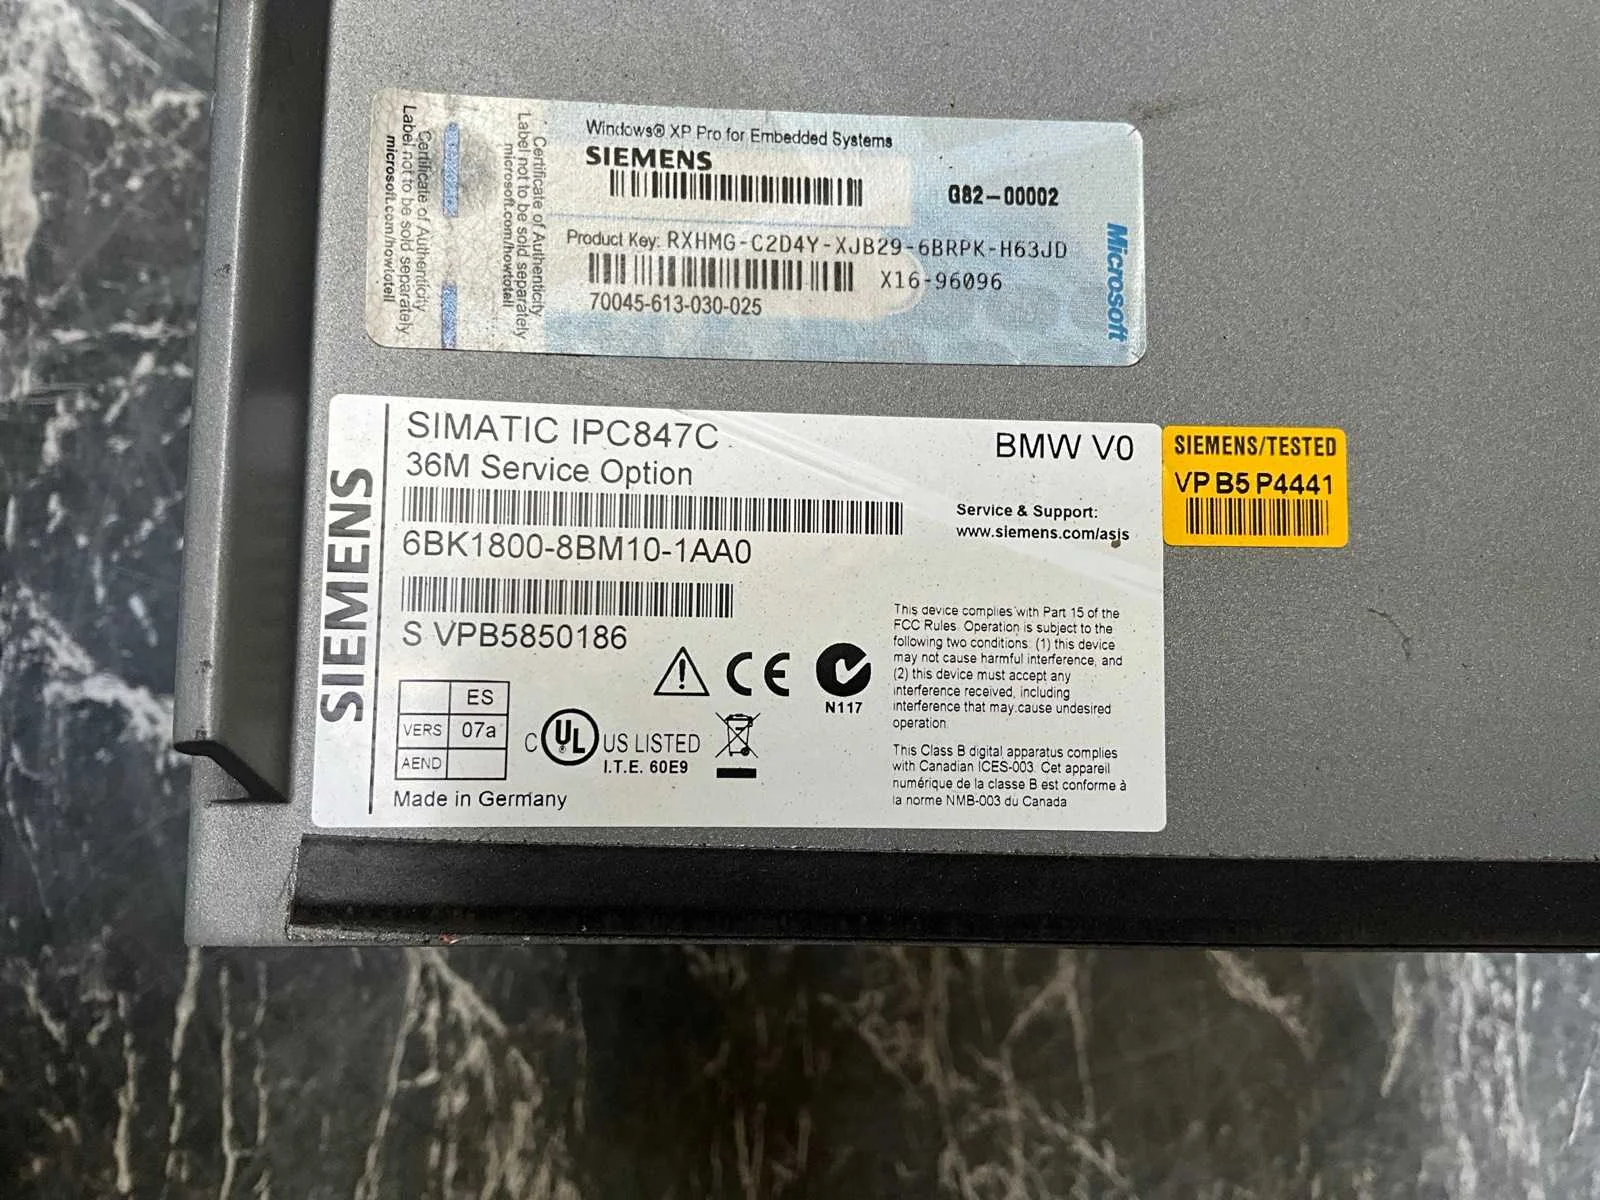 Certificate of Authenticity
Label not to be sold separately
microsoft.com/howtotell
Certificate of Authenticity
Label not to be sold separately
microsoft.com/howtotell
Windows® XP Pro for Embedded Systems
SIEMENS
G82-00002
Product Key: RXHMG-C2D4Y-XJB29-6BRPK-H63JD
X16-96096
70045-613-030-025
Microsoft
SIEMENS
SIMATIC IPC847C
BMW V0
36M Service Option
Service & Support:
www.siemens.com/asis
6BK1800-8BM10-1AA0
S VPB5850186
ES
VERS 07a
AEND
C UL US LISTED
I.T.E. 60E9
CE
N117
Made in Germany
This device complies with Part 15 of the
FCC Rules. Operation is subject to the
following two conditions: (1) this device
may not cause harmful interference, and
(2) this device must accept any
interference received, including
interference that may cause undesired
operation.
This Class B digital apparatus complies
with Canadian ICES-003. Cet appareil
numérique de la classe B est conforme à
la norme NMB-003 du Canada
SIEMENS/TESTED
VP B5 P4441